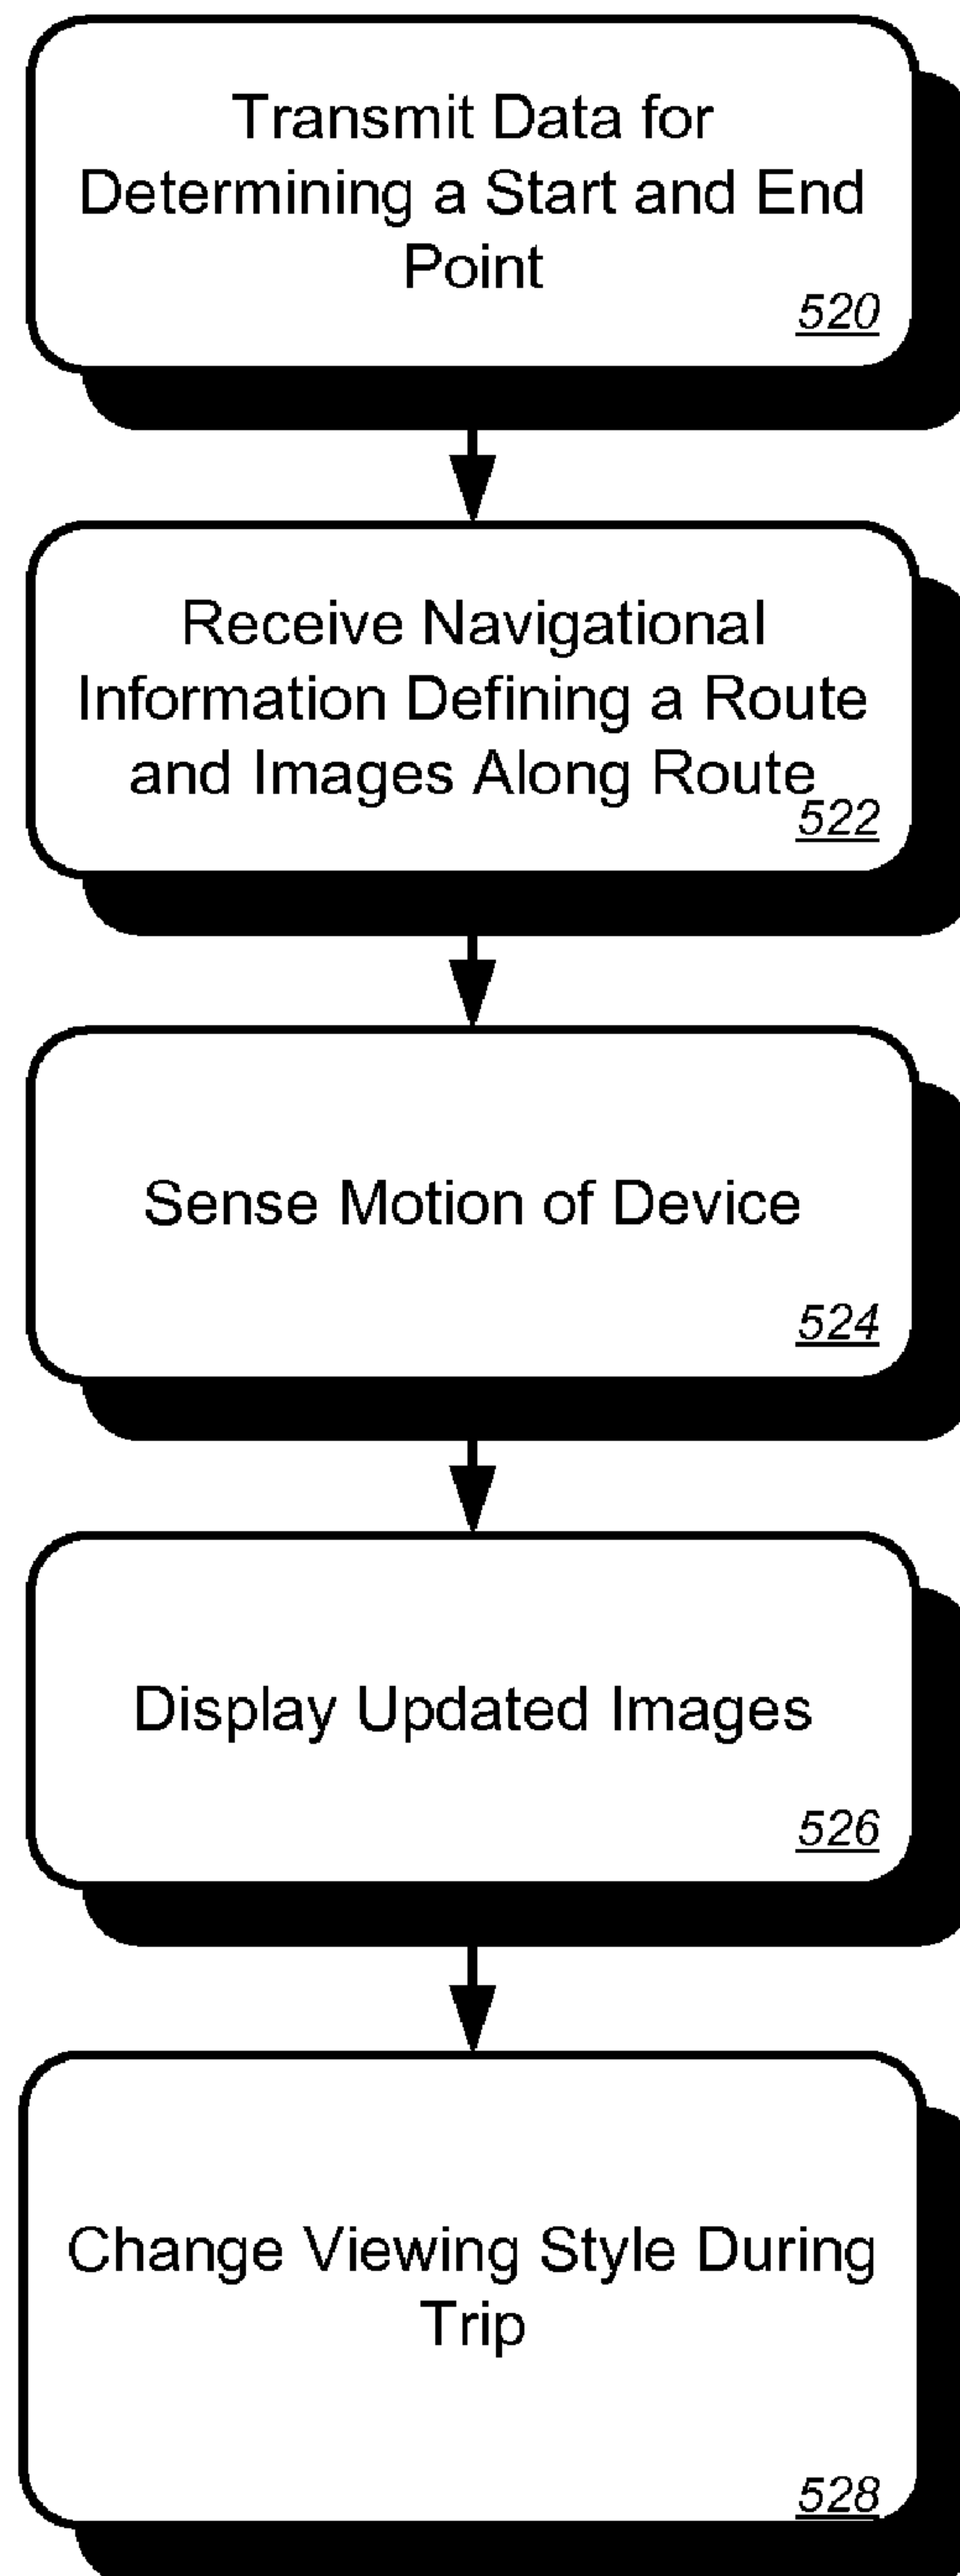 Transmit Data for
Determining a Start and End
Point
520
Receive Navigational
Information Defining a Route
and Images Along Route
522
Sense Motion of Device
524
Display Updated Images
526
Change Viewing Style During
Trip
528